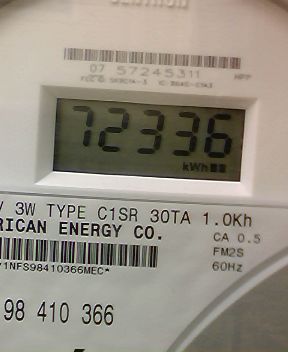 07 57245311
72336
kWh
V 3W TYPE C1SR 30TA 1.0Kh
RICAN ENERGY CO.
CA 0.5
FM2S
60Hz
98 410 366